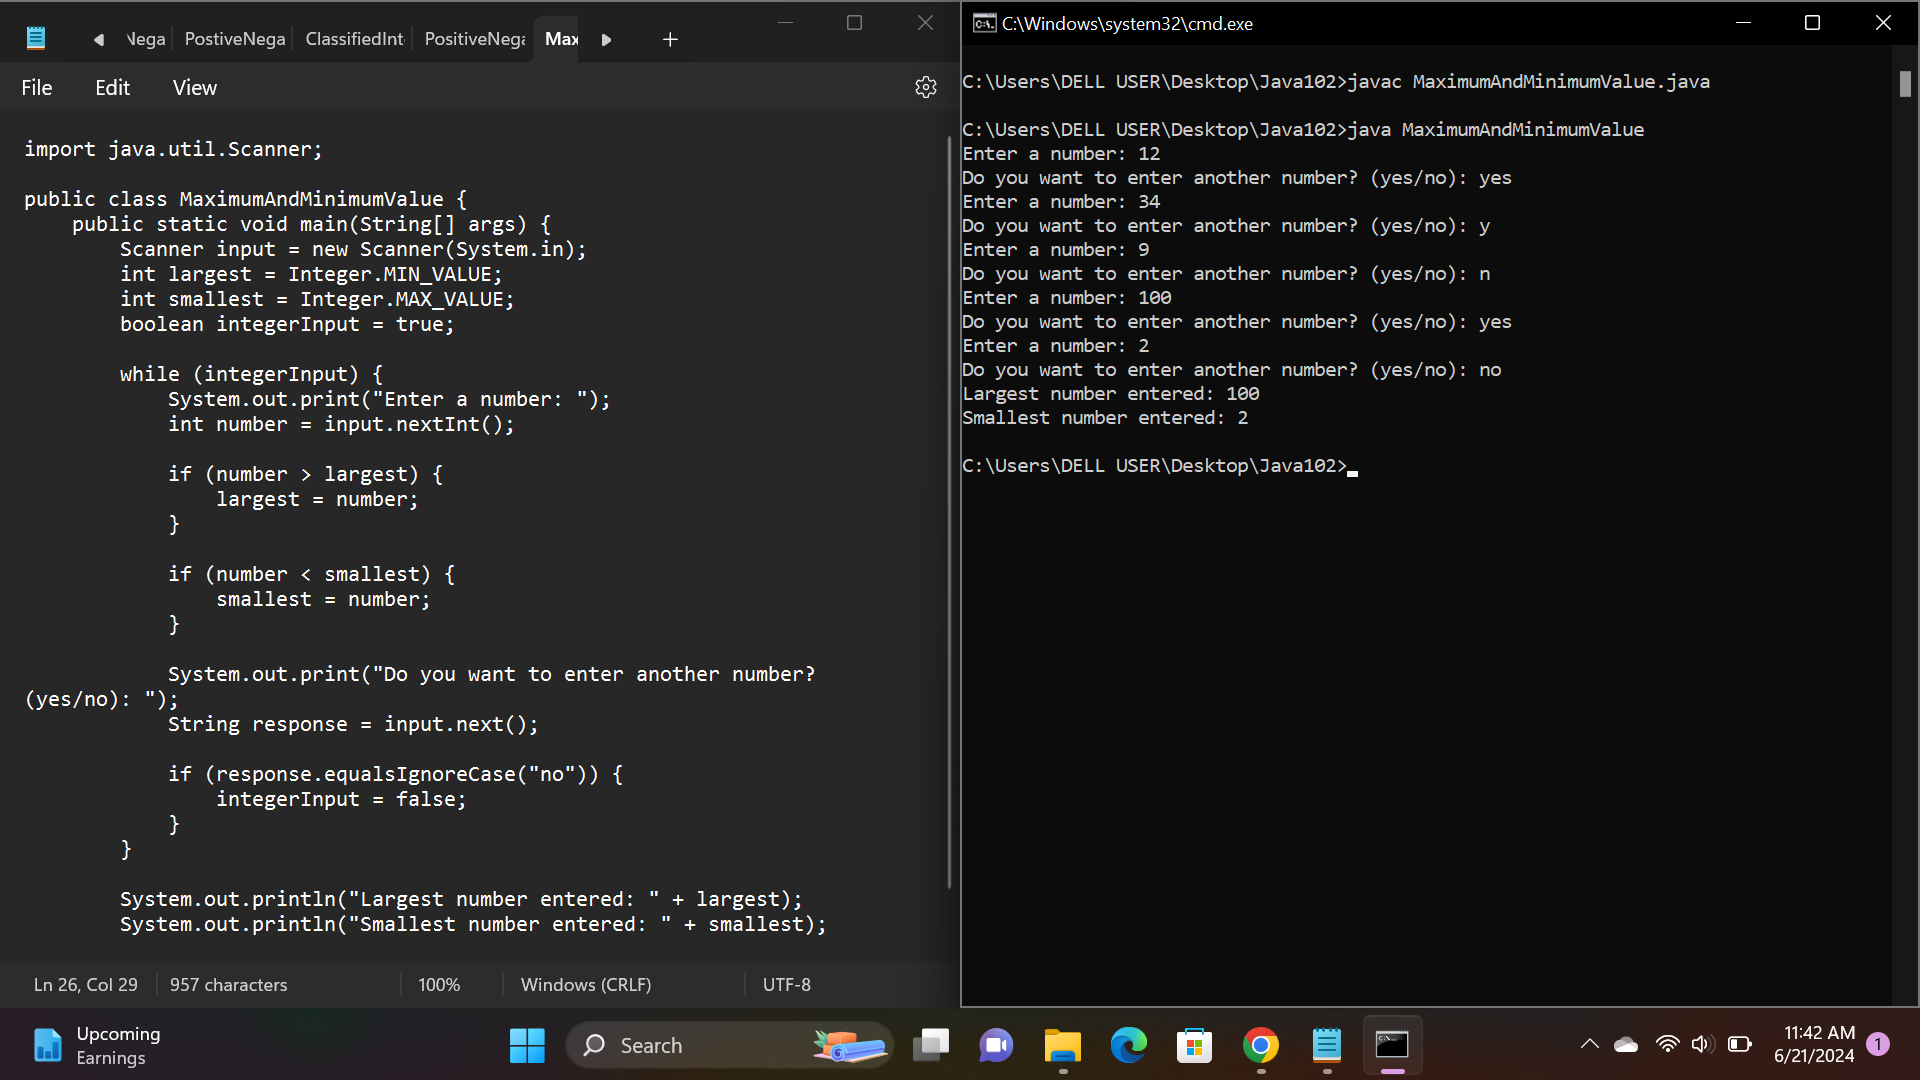 Nega PostiveNega ClassifiedInt PositiveNega Max
File Edit View
import java.util.Scanner;
public class MaximumAndMinimumValue {
public static void main(String[] args) {
Scanner input = new Scanner(System.in);
int largest = Integer.MIN_VALUE;
int smallest = Integer.MAX_VALUE;
boolean integerInput = true;
while (integerInput) {
System.out.print("Enter a number: ");
int number = input.nextInt();
if (number > largest) {
largest = number;
}
if (number < smallest) {
smallest = number;
}
System.out.print("Do you want to enter another number?
(yes/no): ");
String response = input.next();
if (response.equalsIgnoreCase("no")) {
integerInput = false;
}
}
System.out.println("Largest number entered: " + largest);
System.out.println("Smallest number entered: " + smallest);
Ln 26, Col 29 957 characters 100% Windows (CRLF) UTF-8
C:\Windows\system32\cmd.exe
C:\Users\DELL USER\Desktop\Java102>javac MaximumAndMinimumValue.java
C:\Users\DELL USER\Desktop\Java102>java MaximumAndMinimumValue
Enter a number: 12
Do you want to enter another number? (yes/no): yes
Enter a number: 34
Do you want to enter another number? (yes/no): y
Enter a number: 9
Do you want to enter another number? (yes/no): n
Enter a number: 100
Do you want to enter another number? (yes/no): yes
Enter a number: 2
Do you want to enter another number? (yes/no): no
Largest number entered: 100
Smallest number entered: 2
C:\Users\DELL USER\Desktop\Java102>
Upcoming
Earnings
Search
11:42 AM
6/21/2024
1